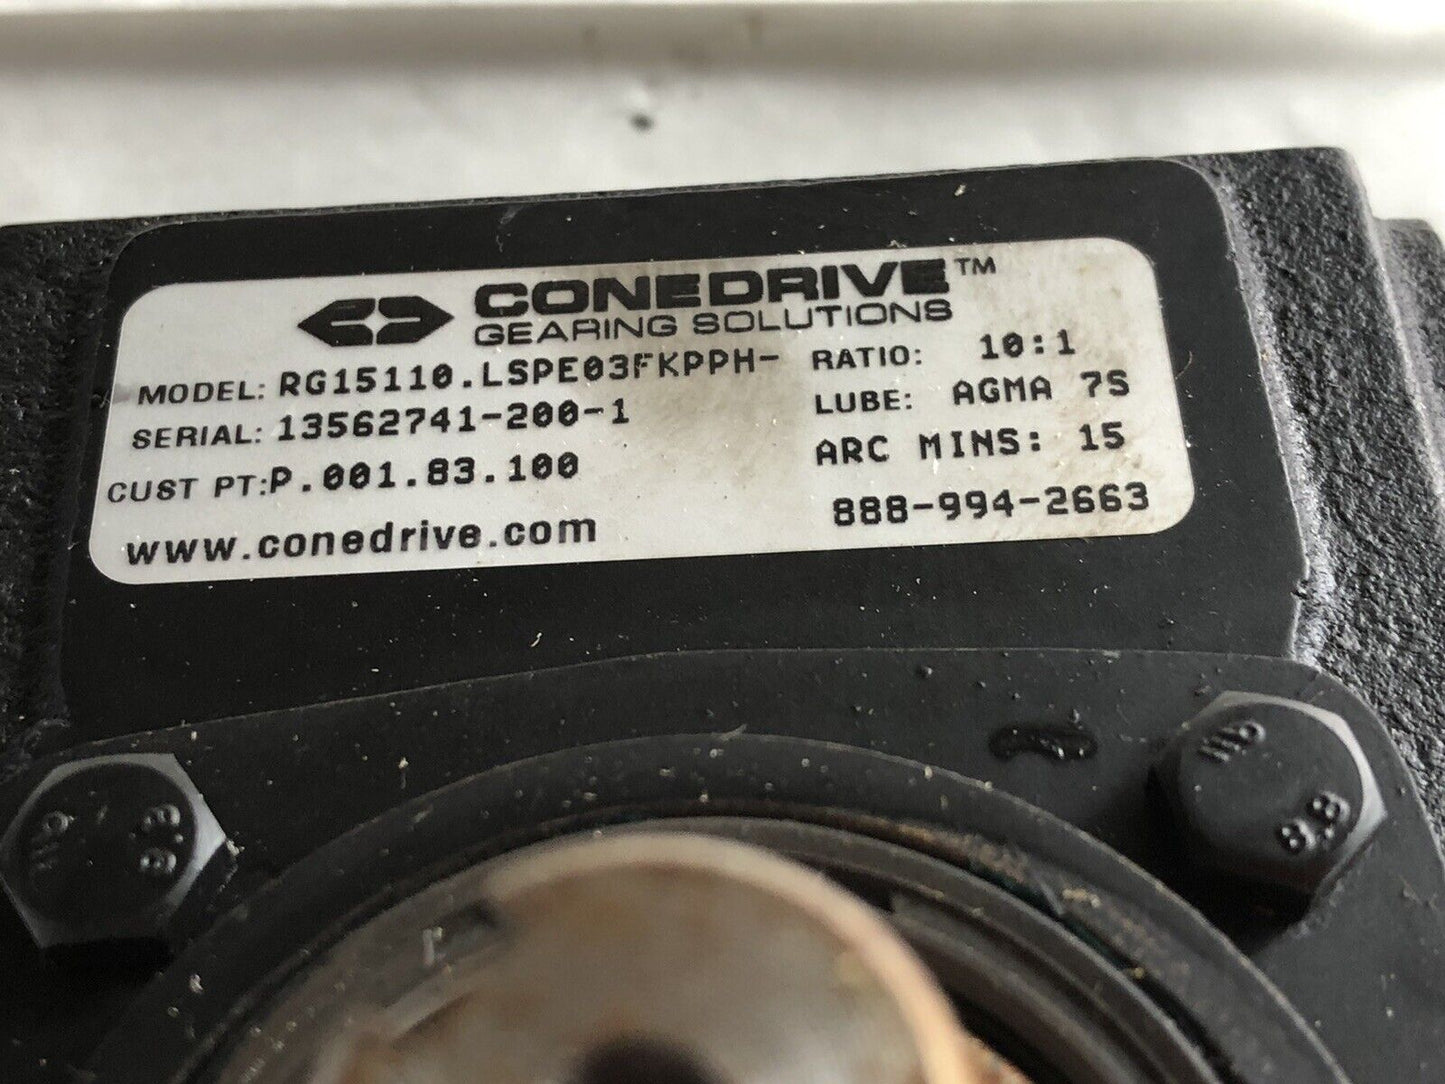 CONEDRIVE™
GEARING SOLUTIONS
MODEL: RG15110.LSPE03FKPPH-
SERIAL: 13562741-200-1
CUST PT:P.001.83.100
www.conedrive.com
RATIO: 10:1
LUBE: AGMA 7S
ARC MINS: 15
888-994-2663
8.8
8.8